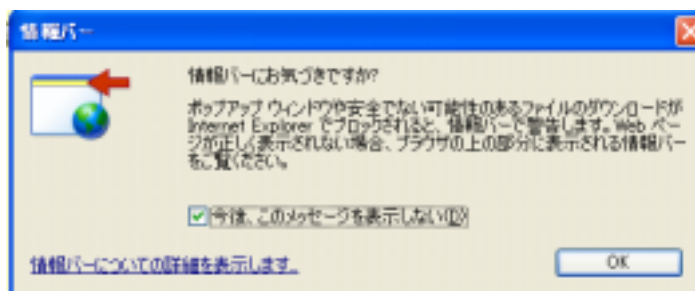 情報バー
情報バーにお気づきですか?
ポップアップ ウィンドウや安全でない可能性のあるファイルのダウンロードが
Internet Explorer でブロックされると、情報バーで警告します。Web ペー
ジが正しく表示されない場合、ブラウザの上の部分に表示される情報バー
をご覧ください。
今後、このメッセージを表示しない(D)
情報バーについての詳細を表示します。
OK